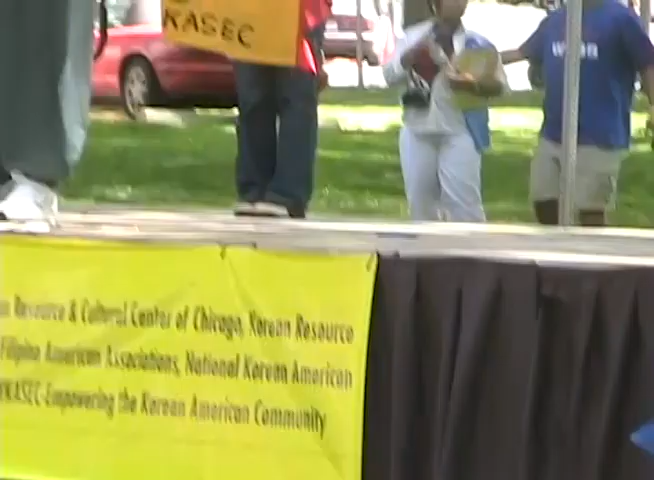 KASEC
Resource & Cultural Center of Chicago, Korean Resource
Filipino American Associations, National Korean American
KASEC-Empowering the Korean American Community